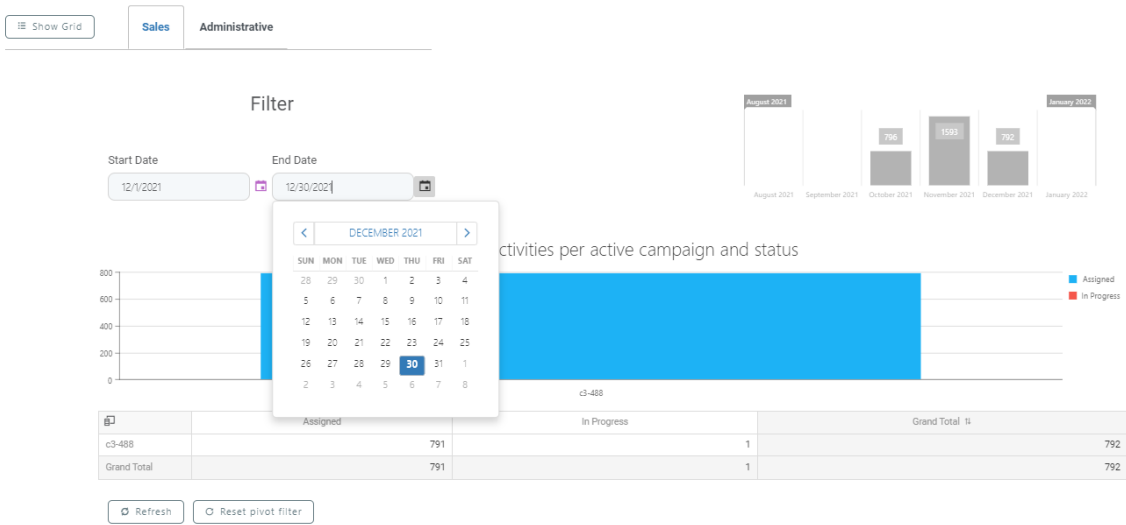 Show Grid
Sales
Administrative
Filter
August 2021
January 2022
796
1593
792
August 2021 September 2021 October 2021 November 2021 December 2021 January 2022
Start Date
End Date
12/1/2021
12/30/2021
DECEMBER 2021
SUN MON TUE WED THU FRI SAT
28 29 30 1 2 3 4
5 6 7 8 9 10 11
12 13 14 15 16 17 18
19 20 21 22 23 24 25
26 27 28 29 30 31 1
2 3 4 5 6 7 8
ctivities per active campaign and status
800
600
400
200
0
Assigned
In Progress
c3-488
Assigned In Progress Grand Total
c3-488 791 1 792
Grand Total 791 1 792
Refresh
Reset pivot filter